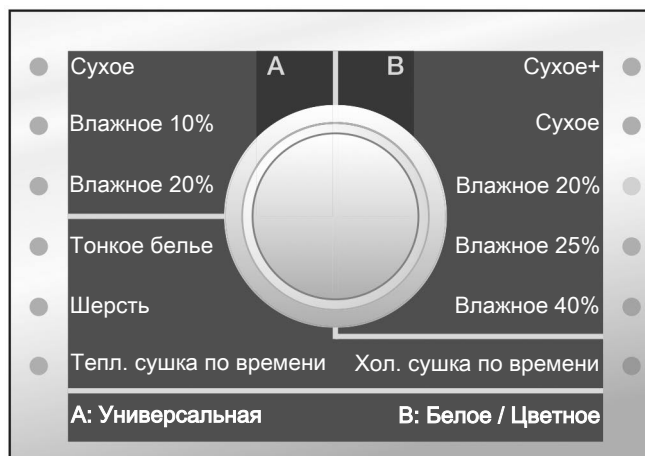 Сухое
Влажное 10%
Влажное 20%
Тонкое белье
Шерсть
Тепл. сушка по времени
A
B
Сухое+
Сухое
Влажное 20%
Влажное 25%
Влажное 40%
Хол. сушка по времени
A: Универсальная
B: Белое / Цветное